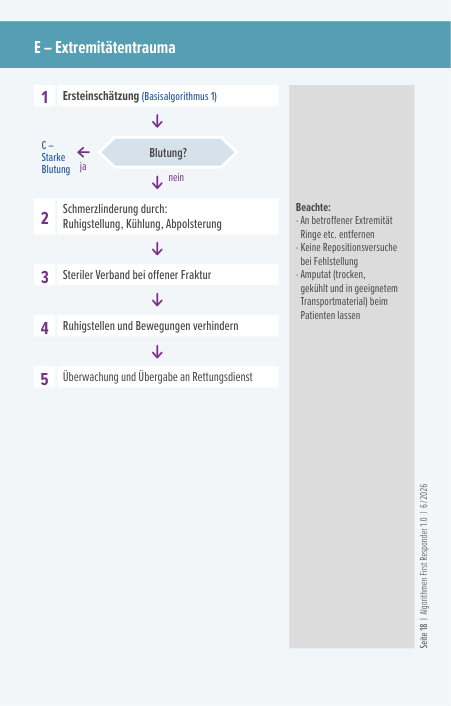 E – Extremitätentrauma
1 Ersteinschätzung (Basisalgorithmus 1)
C –
Starke
Blutung
ja
Blutung?
nein
2 Schmerzlinderung durch:
Ruhigstellung, Kühlung, Abpolsterung
3 Steriler Verband bei offener Fraktur
4 Ruhigstellen und Bewegungen verhindern
5 Überwachung und Übergabe an Rettungsdienst
Beachte:
· An betroffener Extremität
Ringe etc. entfernen
· Keine Repositionsversuche
bei Fehlstellung
· Amputat (trocken,
gekühlt und in geeignetem
Transportmaterial) beim
Patienten lassen
Seite 18 | Algorithmen First Responder 1.0 | 6/2026